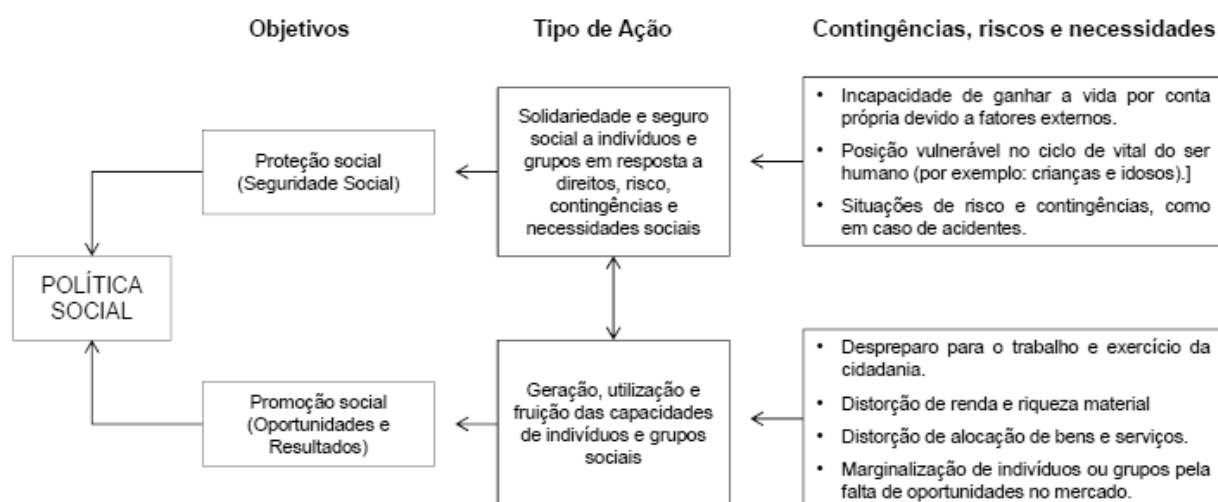 Objetivos
Tipo de Ação
Contingências, riscos e necessidades
Proteção social
(Seguridade Social)
Solidariedade e seguro
social a indivíduos e
grupos em resposta a
direitos, risco,
contingências e
necessidades sociais
• Incapacidade de ganhar a vida por conta
própria devido a fatores externos.
• Posição vulnerável no ciclo de vital do ser
humano (por exemplo: crianças e idosos).]
• Situações de risco e contingências, como
em caso de acidentes.
POLÍTICA
SOCIAL
Promoção social
(Oportunidades e
Resultados)
Geração, utilização e
fruição das capacidades
de indivíduos e grupos
sociais
• Despreparo para o trabalho e exercício da
cidadania.
• Distorção de renda e riqueza material
• Distorção de alocação de bens e serviços.
• Marginalização de indivíduos ou grupos pela
falta de oportunidades no mercado.